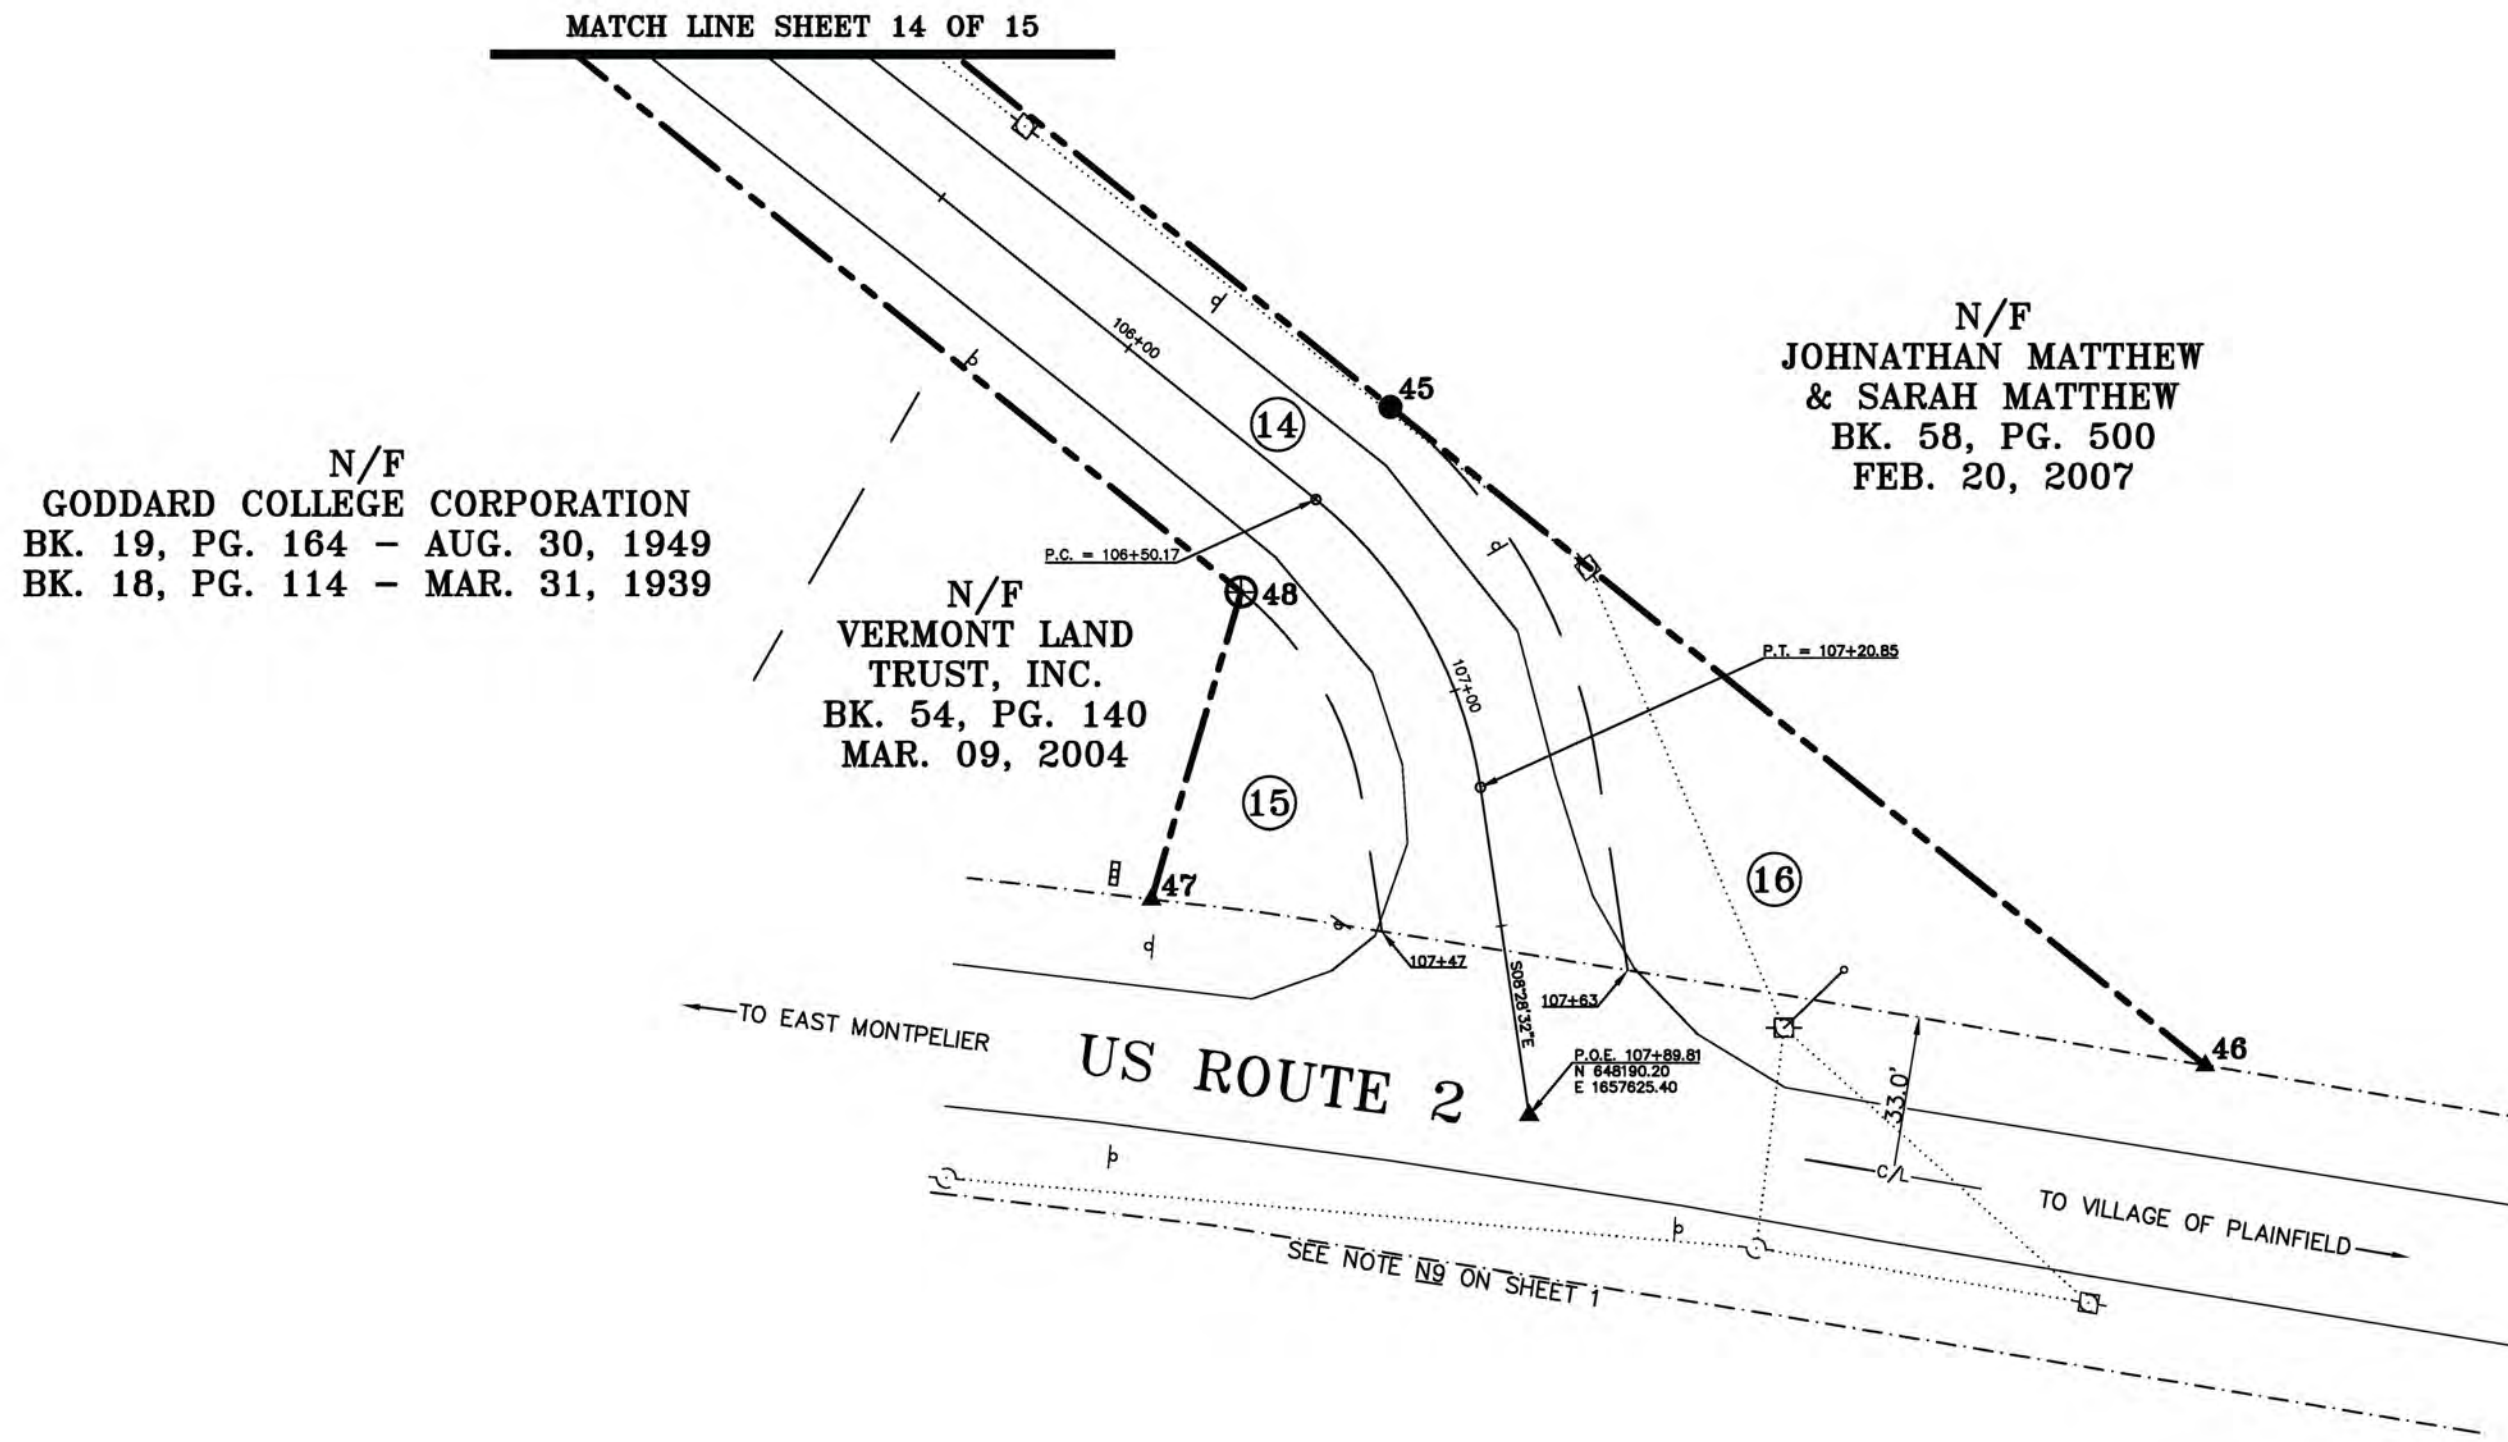 MATCH LINE SHEET 14 OF 15
106+00
45
14
N/F
JOHNATHAN MATTHEW
& SARAH MATTHEW
BK. 58, PG. 500
FEB. 20, 2007
N/F
GODDARD COLLEGE CORPORATION
BK. 19, PG. 164 – AUG. 30, 1949
BK. 18, PG. 114 – MAR. 31, 1939
P.C. = 106+50.17
48
N/F
VERMONT LAND
TRUST, INC.
BK. 54, PG. 140
MAR. 09, 2004
107+00
P.T. = 107+20.85
15
16
47
107+47
S08°28'32"E
107+63
TO EAST MONTPELIER
US ROUTE 2
P.O.E. 107+89.81
N 648190.20
E 1657625.40
33.0'
46
C/L
TO VILLAGE OF PLAINFIELD
SEE NOTE N9 ON SHEET 1